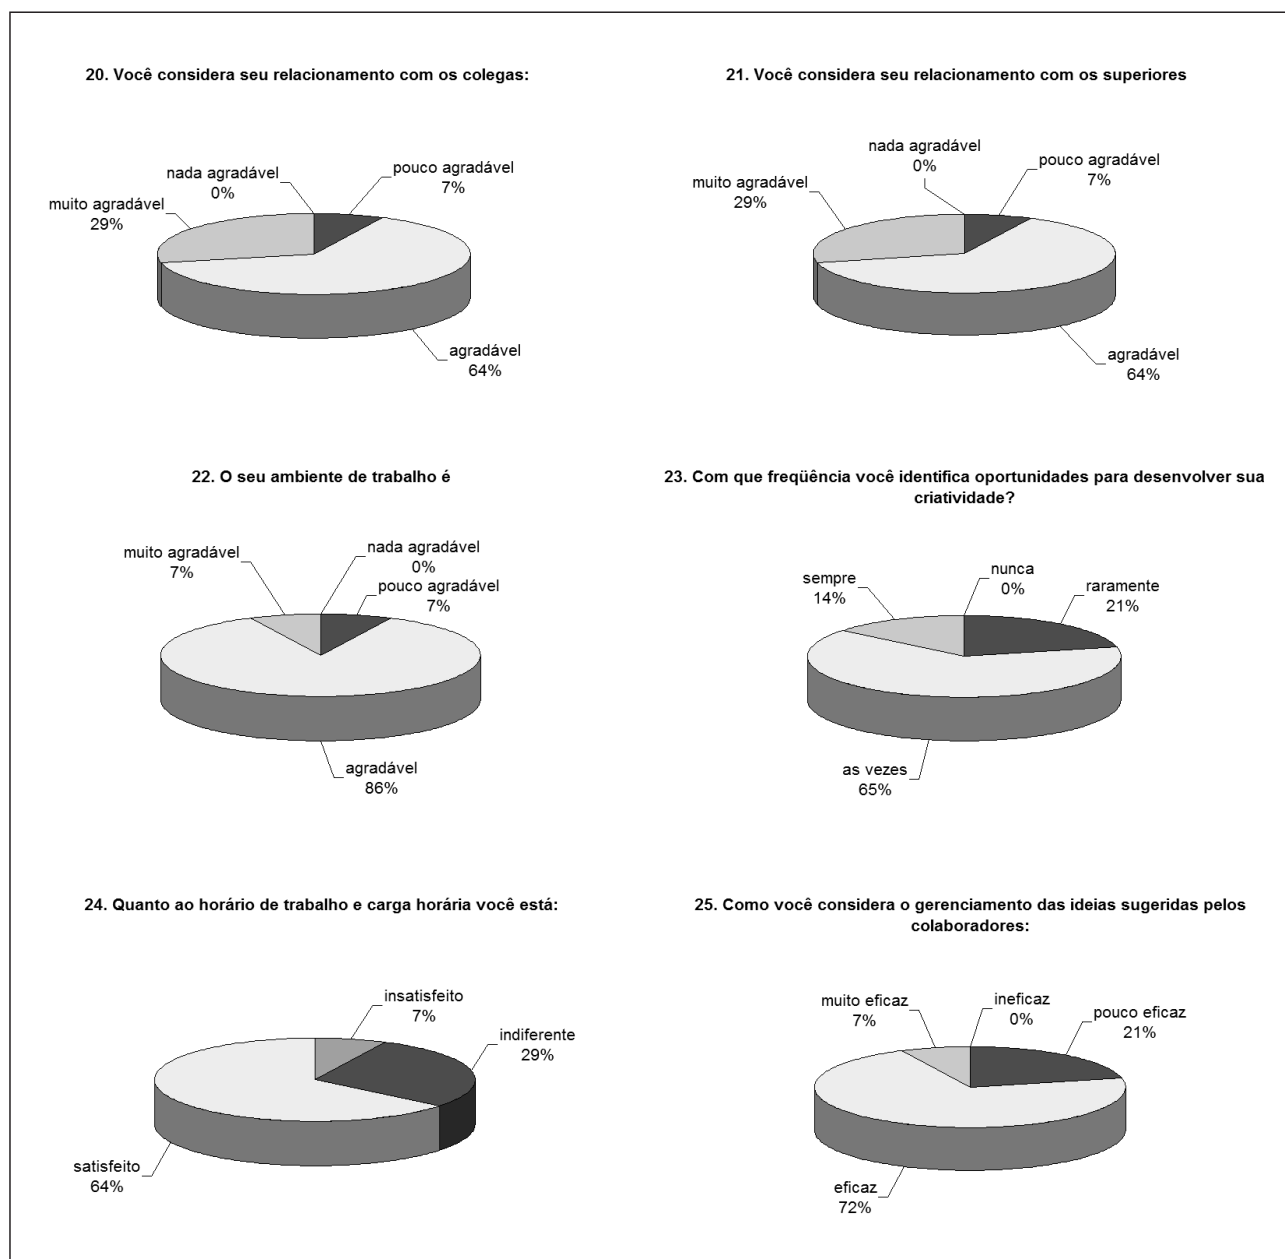 20. Você considera seu relacionamento com os colegas:
nada agradável
0%
pouco agradável
7%
muito agradável
29%
agradável
64%
21. Você considera seu relacionamento com os superiores
nada agradável
0%
pouco agradável
7%
muito agradável
29%
agradável
64%
22. O seu ambiente de trabalho é
muito agradável
7%
nada agradável
0%
pouco agradável
7%
agradável
86%
23. Com que freqüência você identifica oportunidades para desenvolver sua
criatividade?
sempre
14%
nunca
0%
raramente
21%
as vezes
65%
24. Quanto ao horário de trabalho e carga horária você está:
insatisfeito
7%
indiferente
29%
satisfeito
64%
25. Como você considera o gerenciamento das ideias sugeridas pelos
colaboradores:
muito eficaz
7%
ineficaz
0%
pouco eficaz
21%
eficaz
72%